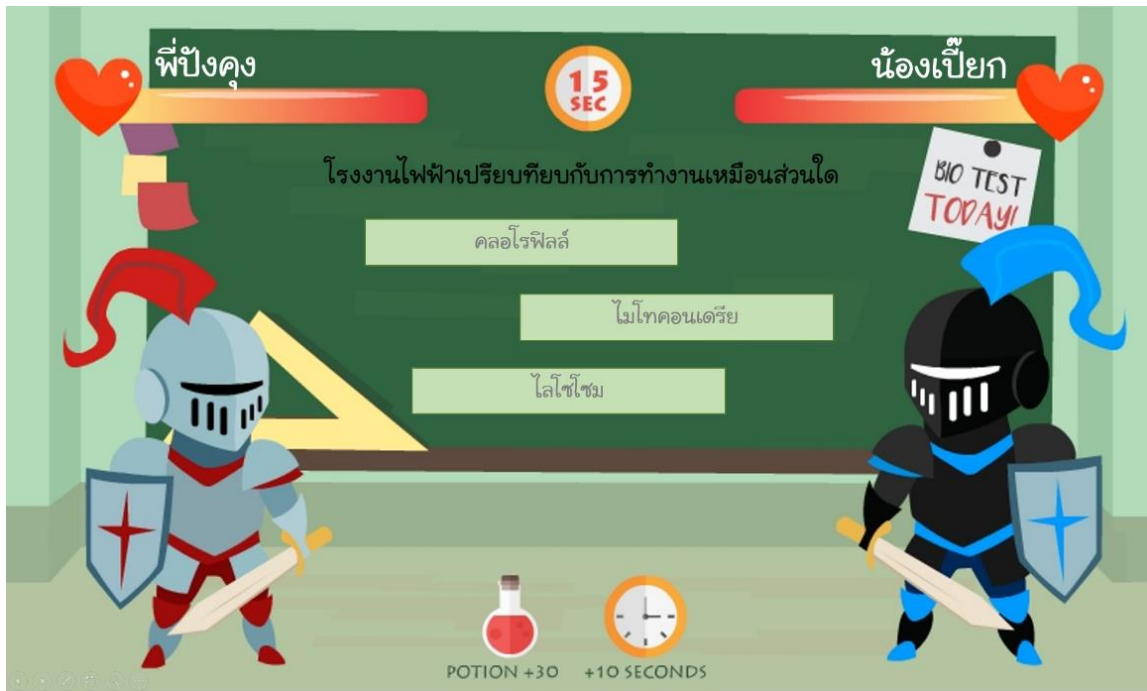 พี่ปังคุง
15
SEC
น้องเปี๊ยก
โรงงานไฟฟ้าเปรียบทียบกับการทำงานเหมือนส่วนใด
BIO TEST
TODAY!
คลอโรฟิลล์
ไมโทคอนเดรีย
ไลโซโซม
POTION +30
+10 SECONDS